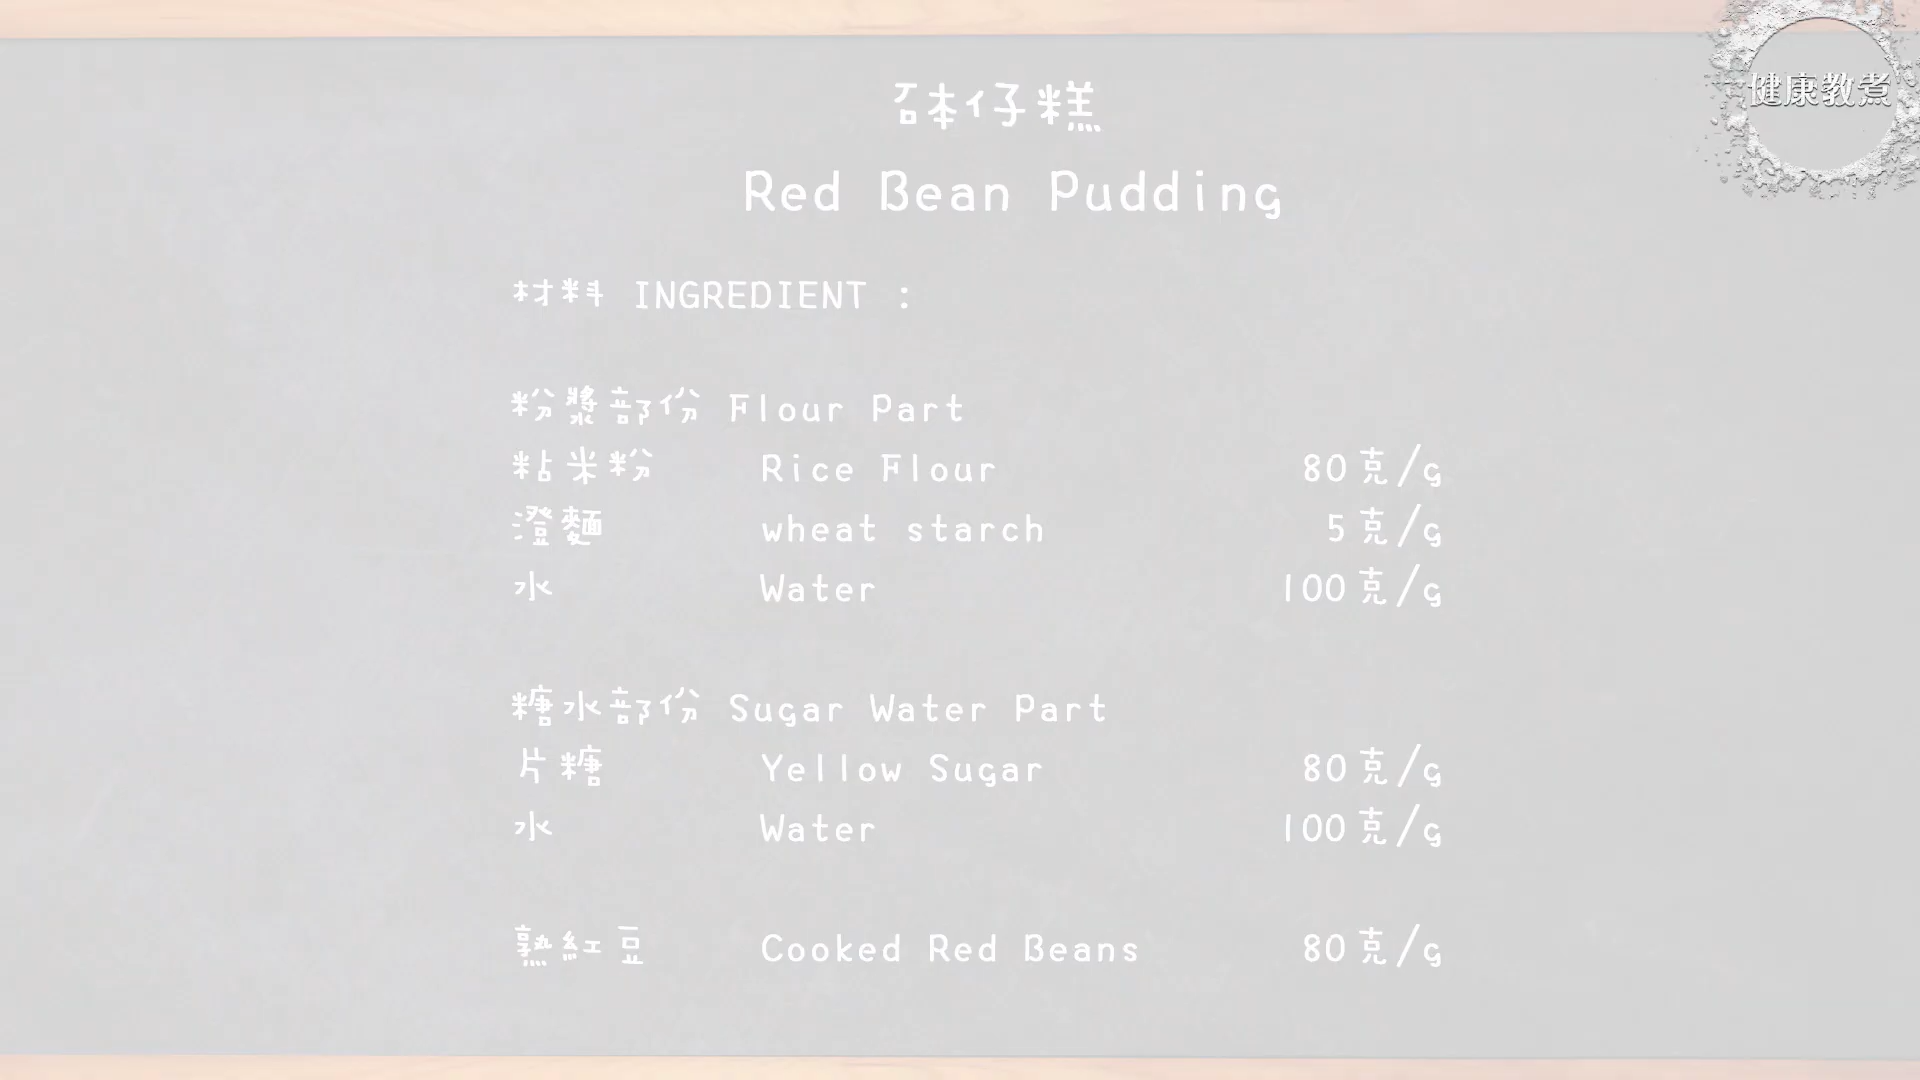 健康教煮
砵仔糕
Red Bean Pudding
材料 INGREDIENT :
粉漿部份 Flour Part
粘米粉 Rice Flour 80克/g
澄麵 wheat starch 5克/g
水 Water 100克/g
糖水部份 Sugar Water Part
片糖 Yellow Sugar 80克/g
水 Water 100克/g
熟紅豆 Cooked Red Beans 80克/g